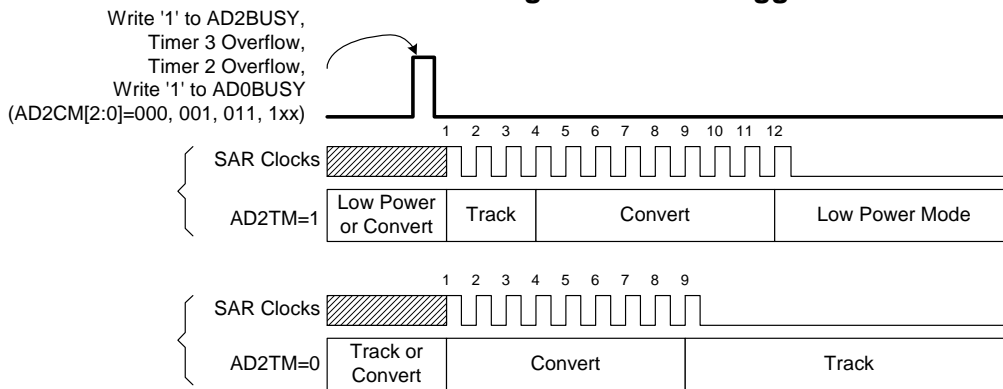 Write '1' to AD2BUSY,
Timer 3 Overflow,
Timer 2 Overflow,
Write '1' to AD0BUSY
(AD2CM[2:0]=000, 001, 011, 1xx)
1 2 3 4 5 6 7 8 9 10 11 12
SAR Clocks
AD2TM=1
Low Power
or Convert
Track
Convert
Low Power Mode
1 2 3 4 5 6 7 8 9
SAR Clocks
AD2TM=0
Track or
Convert
Convert
Track